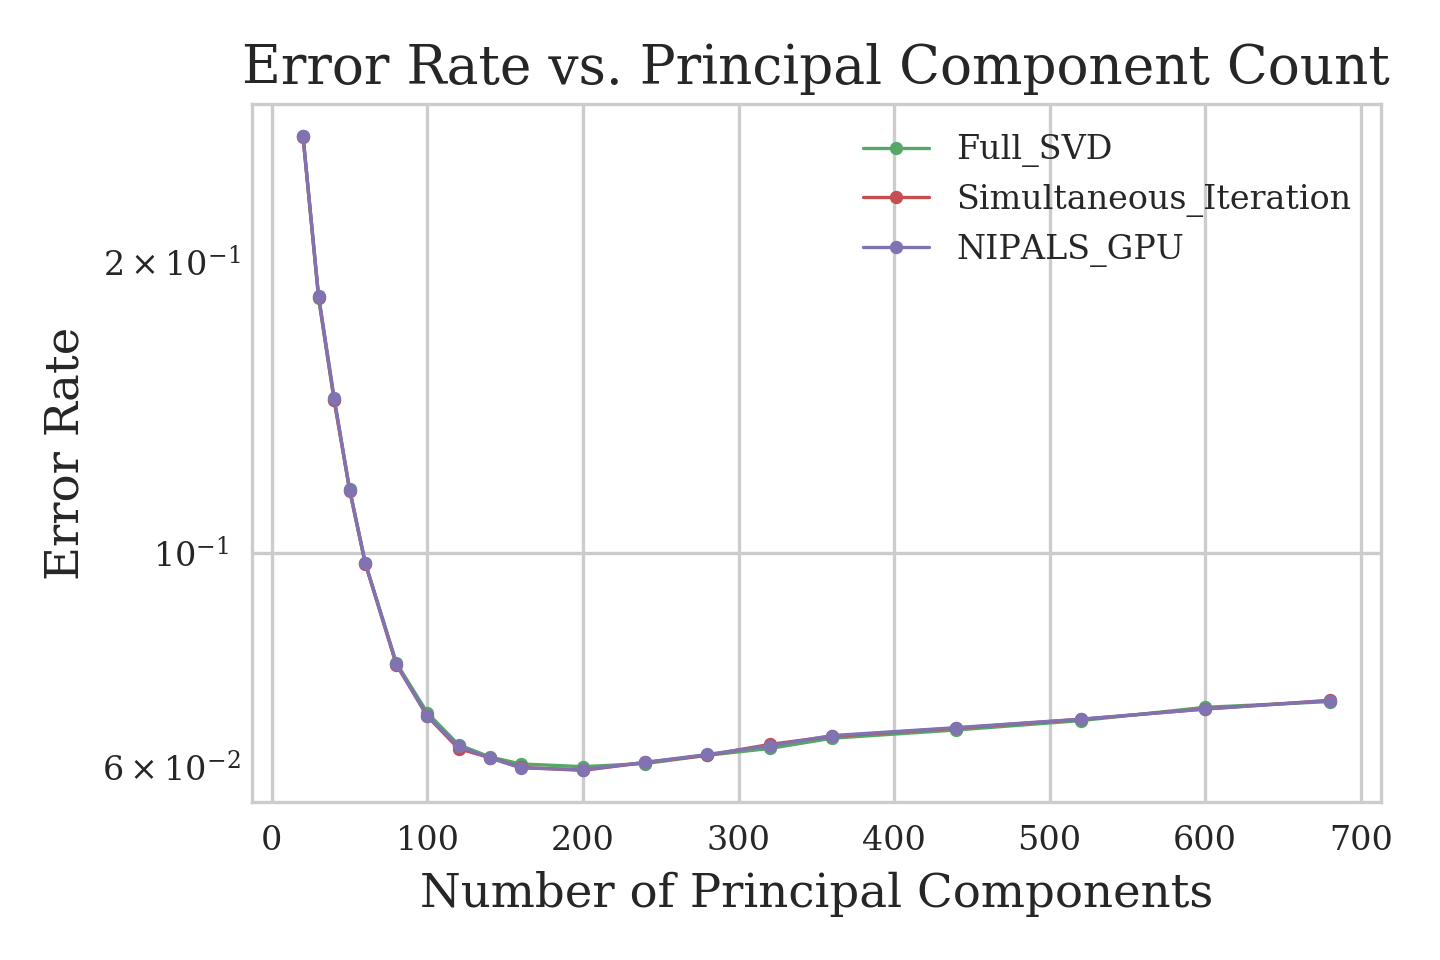 Error Rate vs. Principal Component Count
Full_SVD
Simultaneous_Iteration
NIPALS_GPU
Error Rate
2 × 10⁻¹
10⁻¹
6 × 10⁻²
0 100 200 300 400 500 600 700
Number of Principal Components